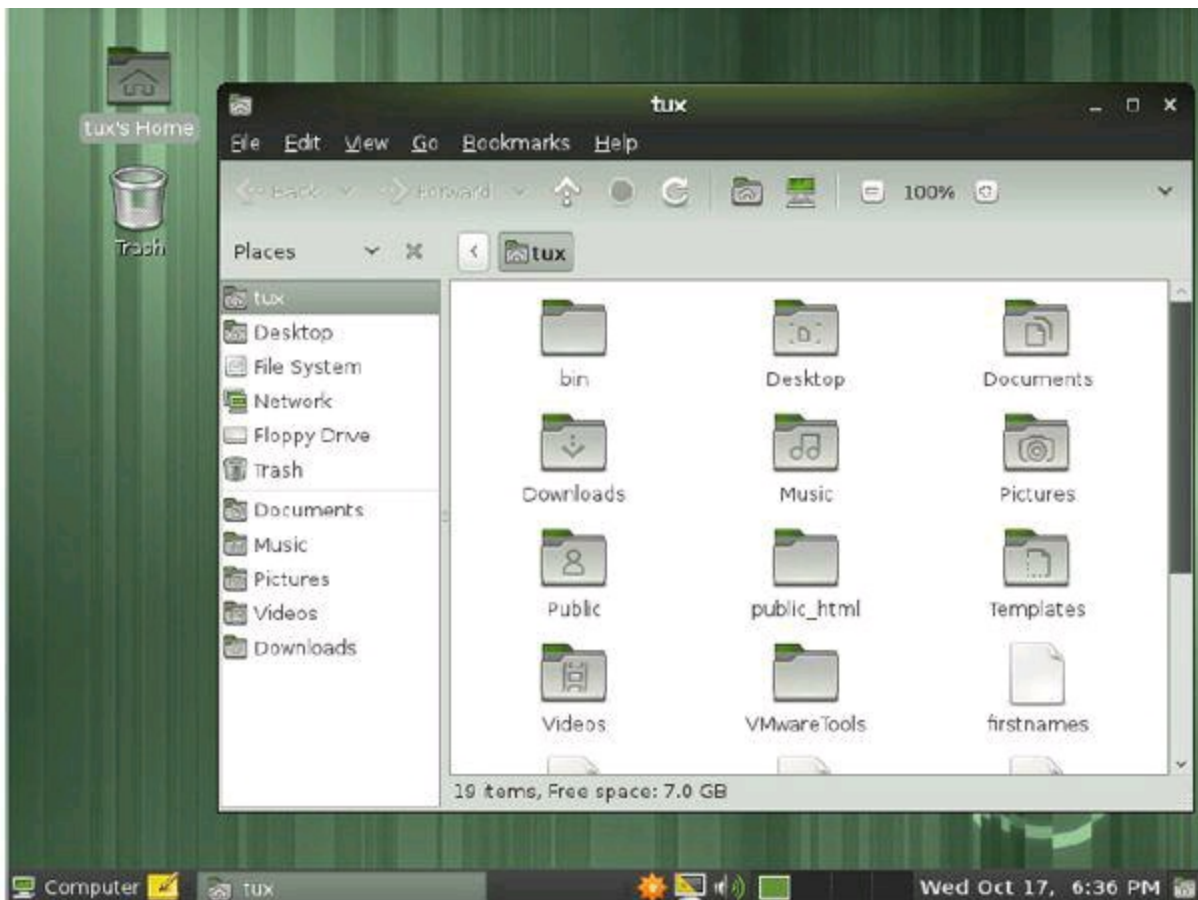 tux's Home
Trash
tux
File Edit View Go Bookmarks Help
Back Forward 100%
Places tux
tux
Desktop
File System
Network
Floppy Drive
Trash
Documents
Music
Pictures
Videos
Downloads
bin Desktop Documents
Downloads Music Pictures
Public public_html Templates
Videos VMwareTools firstnames
19 items, Free space: 7.0 GB
Computer tux Wed Oct 17, 6:36 PM